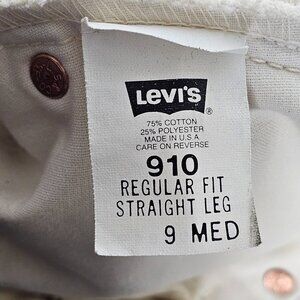 Levi's
®
75% COTTON
25% POLYESTER
MADE IN U.S.A
CARE ON REVERSE
910
REGULAR FIT
STRAIGHT LEG
9 MED